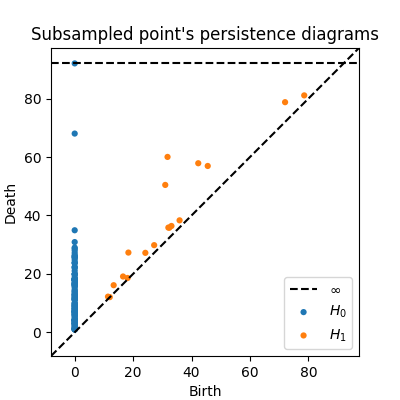 Subsampled point's persistence diagrams
Death
80
60
40
20
0
∞
H₀
H₁
0 20 40 60 80
Birth